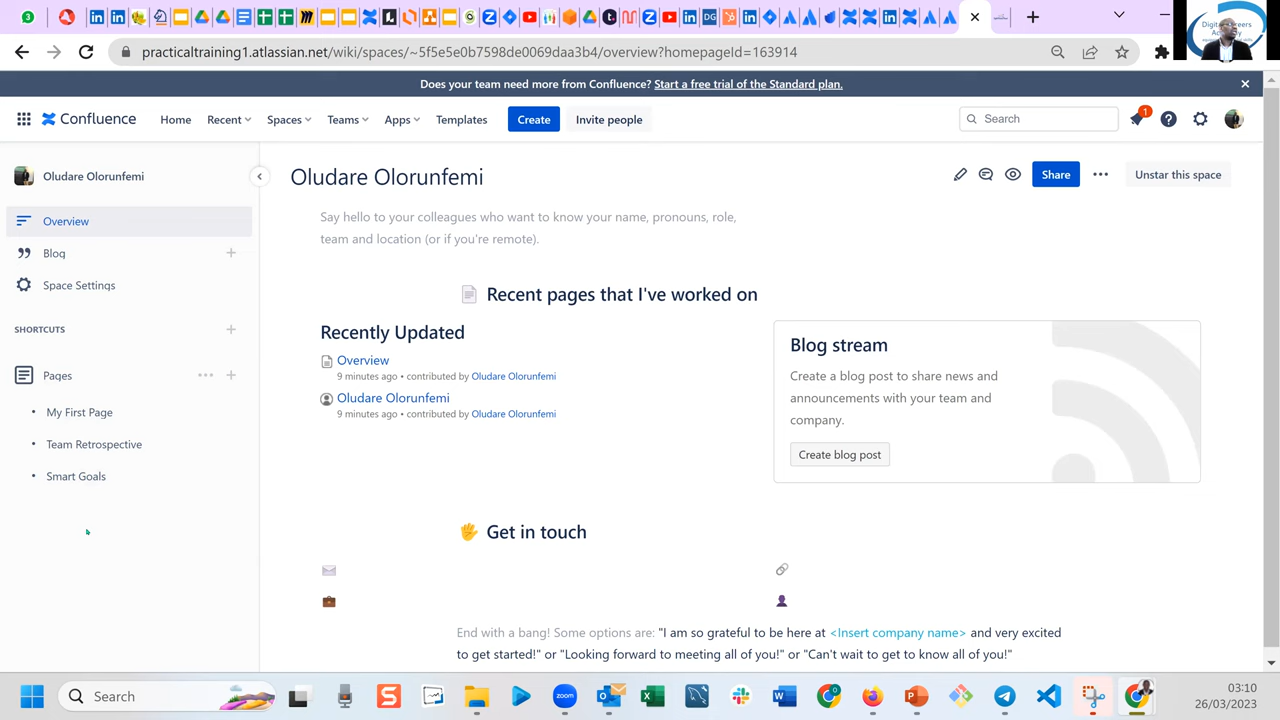 practicaltraining1.atlassian.net/wiki/spaces/~5f5e5e0b7598de0069daa3b4/overview?homepageId=163914
Does your team need more from Confluence? Start a free trial of the Standard plan.
Confluence Home Recent Spaces Teams Apps Templates Create Invite people Search 1
Oludare Olorunfemi
Overview
Blog
Space Settings
SHORTCUTS
Pages
My First Page
Team Retrospective
Smart Goals
Oludare Olorunfemi
Share
Unstar this space
Say hello to your colleagues who want to know your name, pronouns, role,
team and location (or if you're remote).
Recent pages that I've worked on
Recently Updated
Overview
9 minutes ago • contributed by Oludare Olorunfemi
Oludare Olorunfemi
9 minutes ago • contributed by Oludare Olorunfemi
Blog stream
Create a blog post to share news and
announcements with your team and
company.
Create blog post
Get in touch
End with a bang! Some options are: "I am so grateful to be here at <Insert company name> and very excited
to get started!" or "Looking forward to meeting all of you!" or "Can't wait to get to know all of you!"
Search
zoom
03:10
26/03/2023